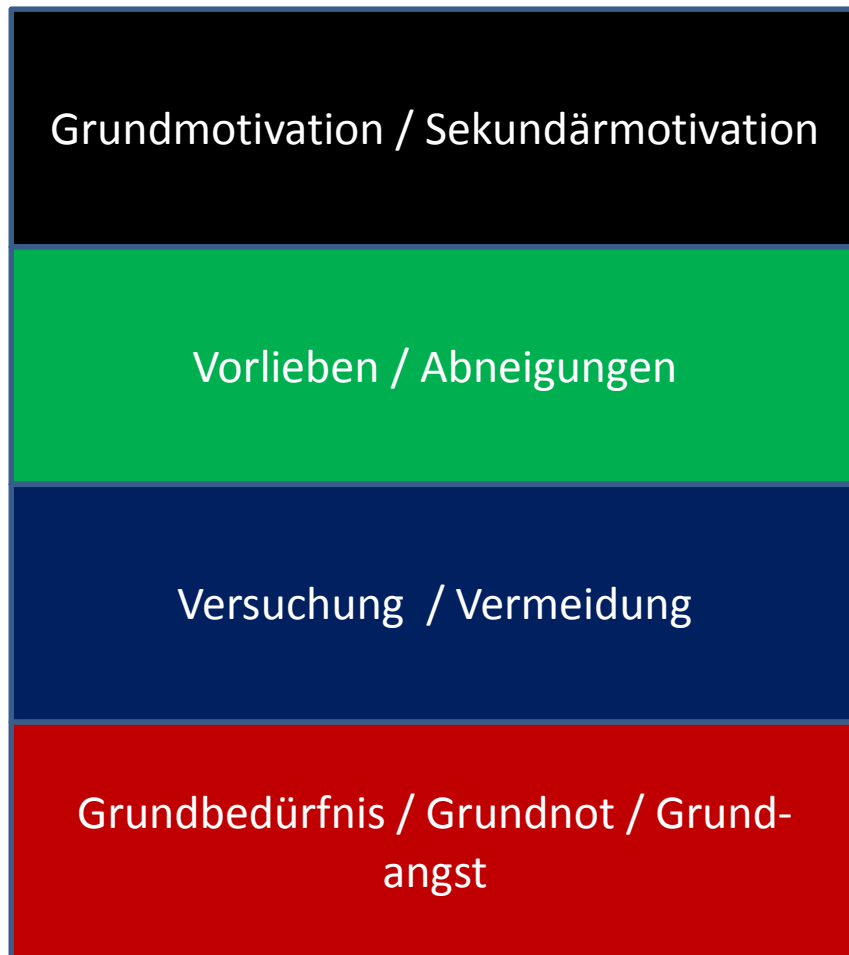 Grundmotivation / Sekundärmotivation
Vorlieben / Abneigungen
Versuchung / Vermeidung
Grundbedürfnis / Grundnot / Grund-
angst